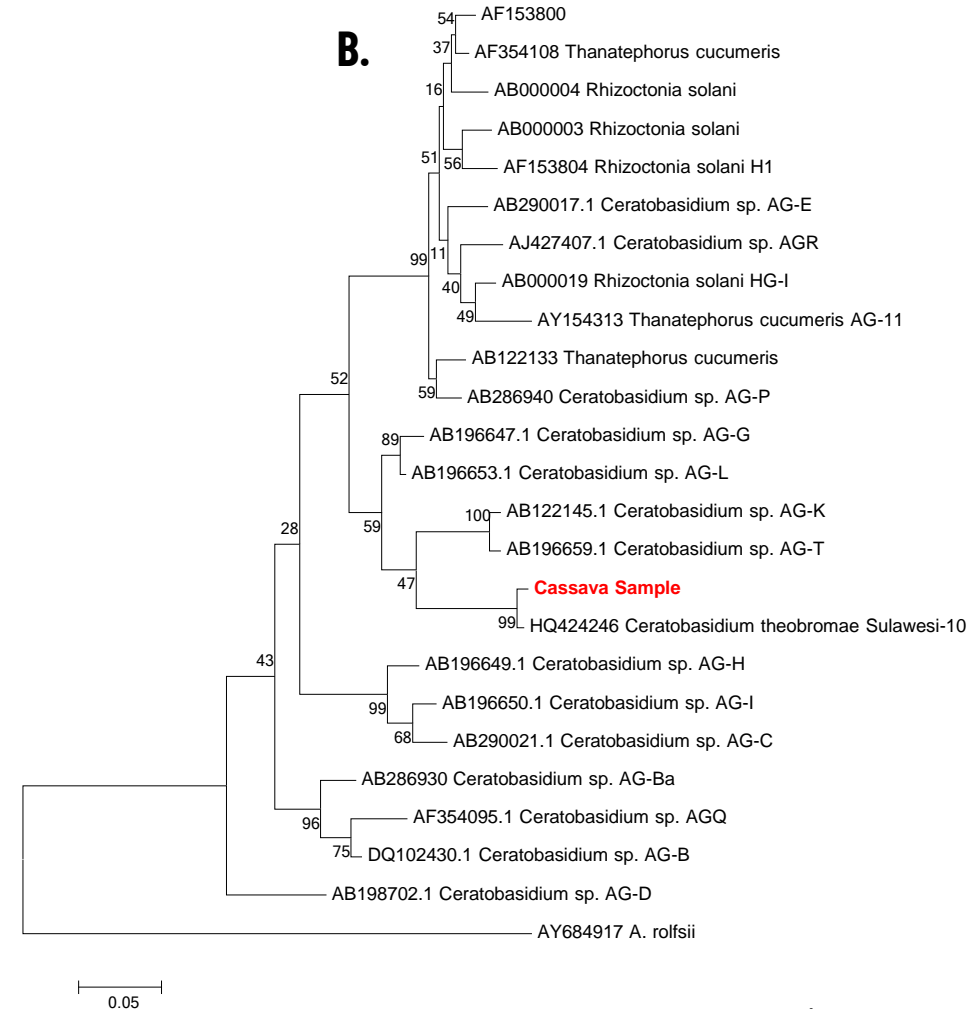 B.
54
AF153800
37
AF354108 Thanatephorus cucumeris
16
AB000004 Rhizoctonia solani
AB000003 Rhizoctonia solani
51
56
AF153804 Rhizoctonia solani H1
AB290017.1 Ceratobasidium sp. AG-E
AJ427407.1 Ceratobasidium sp. AGR
99
11
AB000019 Rhizoctonia solani HG-I
40
49
AY154313 Thanatephorus cucumeris AG-11
AB122133 Thanatephorus cucumeris
52
59
AB286940 Ceratobasidium sp. AG-P
AB196647.1 Ceratobasidium sp. AG-G
89
AB196653.1 Ceratobasidium sp. AG-L
AB122145.1 Ceratobasidium sp. AG-K
100
28
59
AB196659.1 Ceratobasidium sp. AG-T
47
Cassava Sample
99
HQ424246 Ceratobasidium theobromae Sulawesi-10
43
AB196649.1 Ceratobasidium sp. AG-H
AB196650.1 Ceratobasidium sp. AG-I
99
68
AB290021.1 Ceratobasidium sp. AG-C
AB286930 Ceratobasidium sp. AG-Ba
96
AF354095.1 Ceratobasidium sp. AGQ
75
DQ102430.1 Ceratobasidium sp. AG-B
AB198702.1 Ceratobasidium sp. AG-D
AY684917 A. rolfsii
0.05